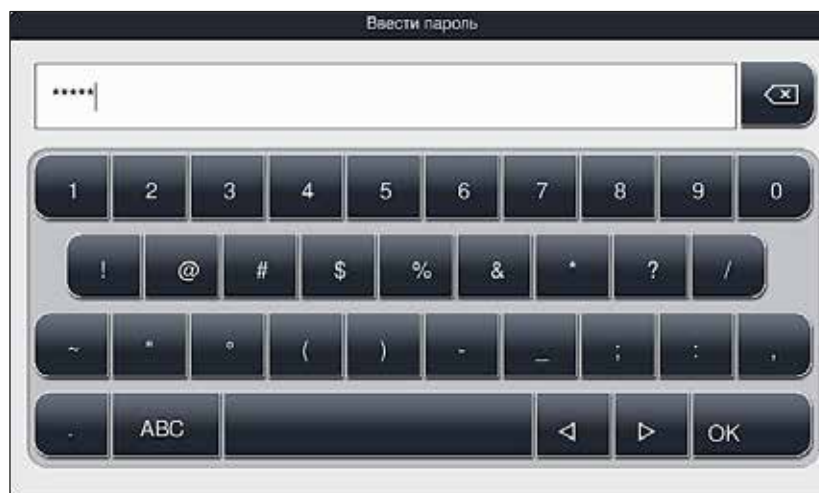 Ввести пароль
*****
1 2 3 4 5 6 7 8 9 0
! @ # $ % & * ? /
~ " ° ( ) - _ ; : ,
. ABC OK